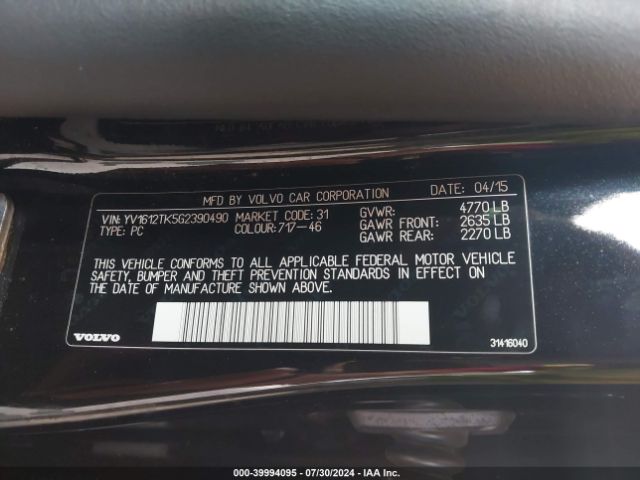 MFD BY VOLVO CAR CORPORATION DATE: 04/15
VIN: YV1612TK5G2390490 MARKET CODE: 31 GVWR: 4770 LB
TYPE: PC COLOUR: 717-46 GAWR FRONT: 2635 LB
GAWR REAR: 2270 LB
THIS VEHICLE CONFORMS TO ALL APPLICABLE FEDERAL MOTOR VEHICLE
SAFETY, BUMPER AND THEFT PREVENTION STANDARDS IN EFFECT ON
THE DATE OF MANUFACTURE SHOWN ABOVE.
VOLVO 31416040
000-39994095 | 07/30/2024 | IAAI.com